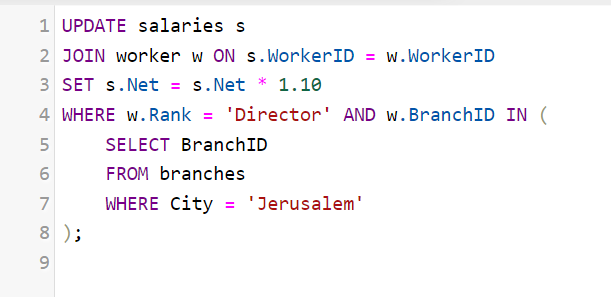 1 UPDATE salaries s
2 JOIN worker w ON s.WorkerID = w.WorkerID
3 SET s.Net = s.Net * 1.10
4 WHERE w.Rank = 'Director' AND w.BranchID IN (
5     SELECT BranchID
6     FROM branches
7     WHERE City = 'Jerusalem'
8 );
9